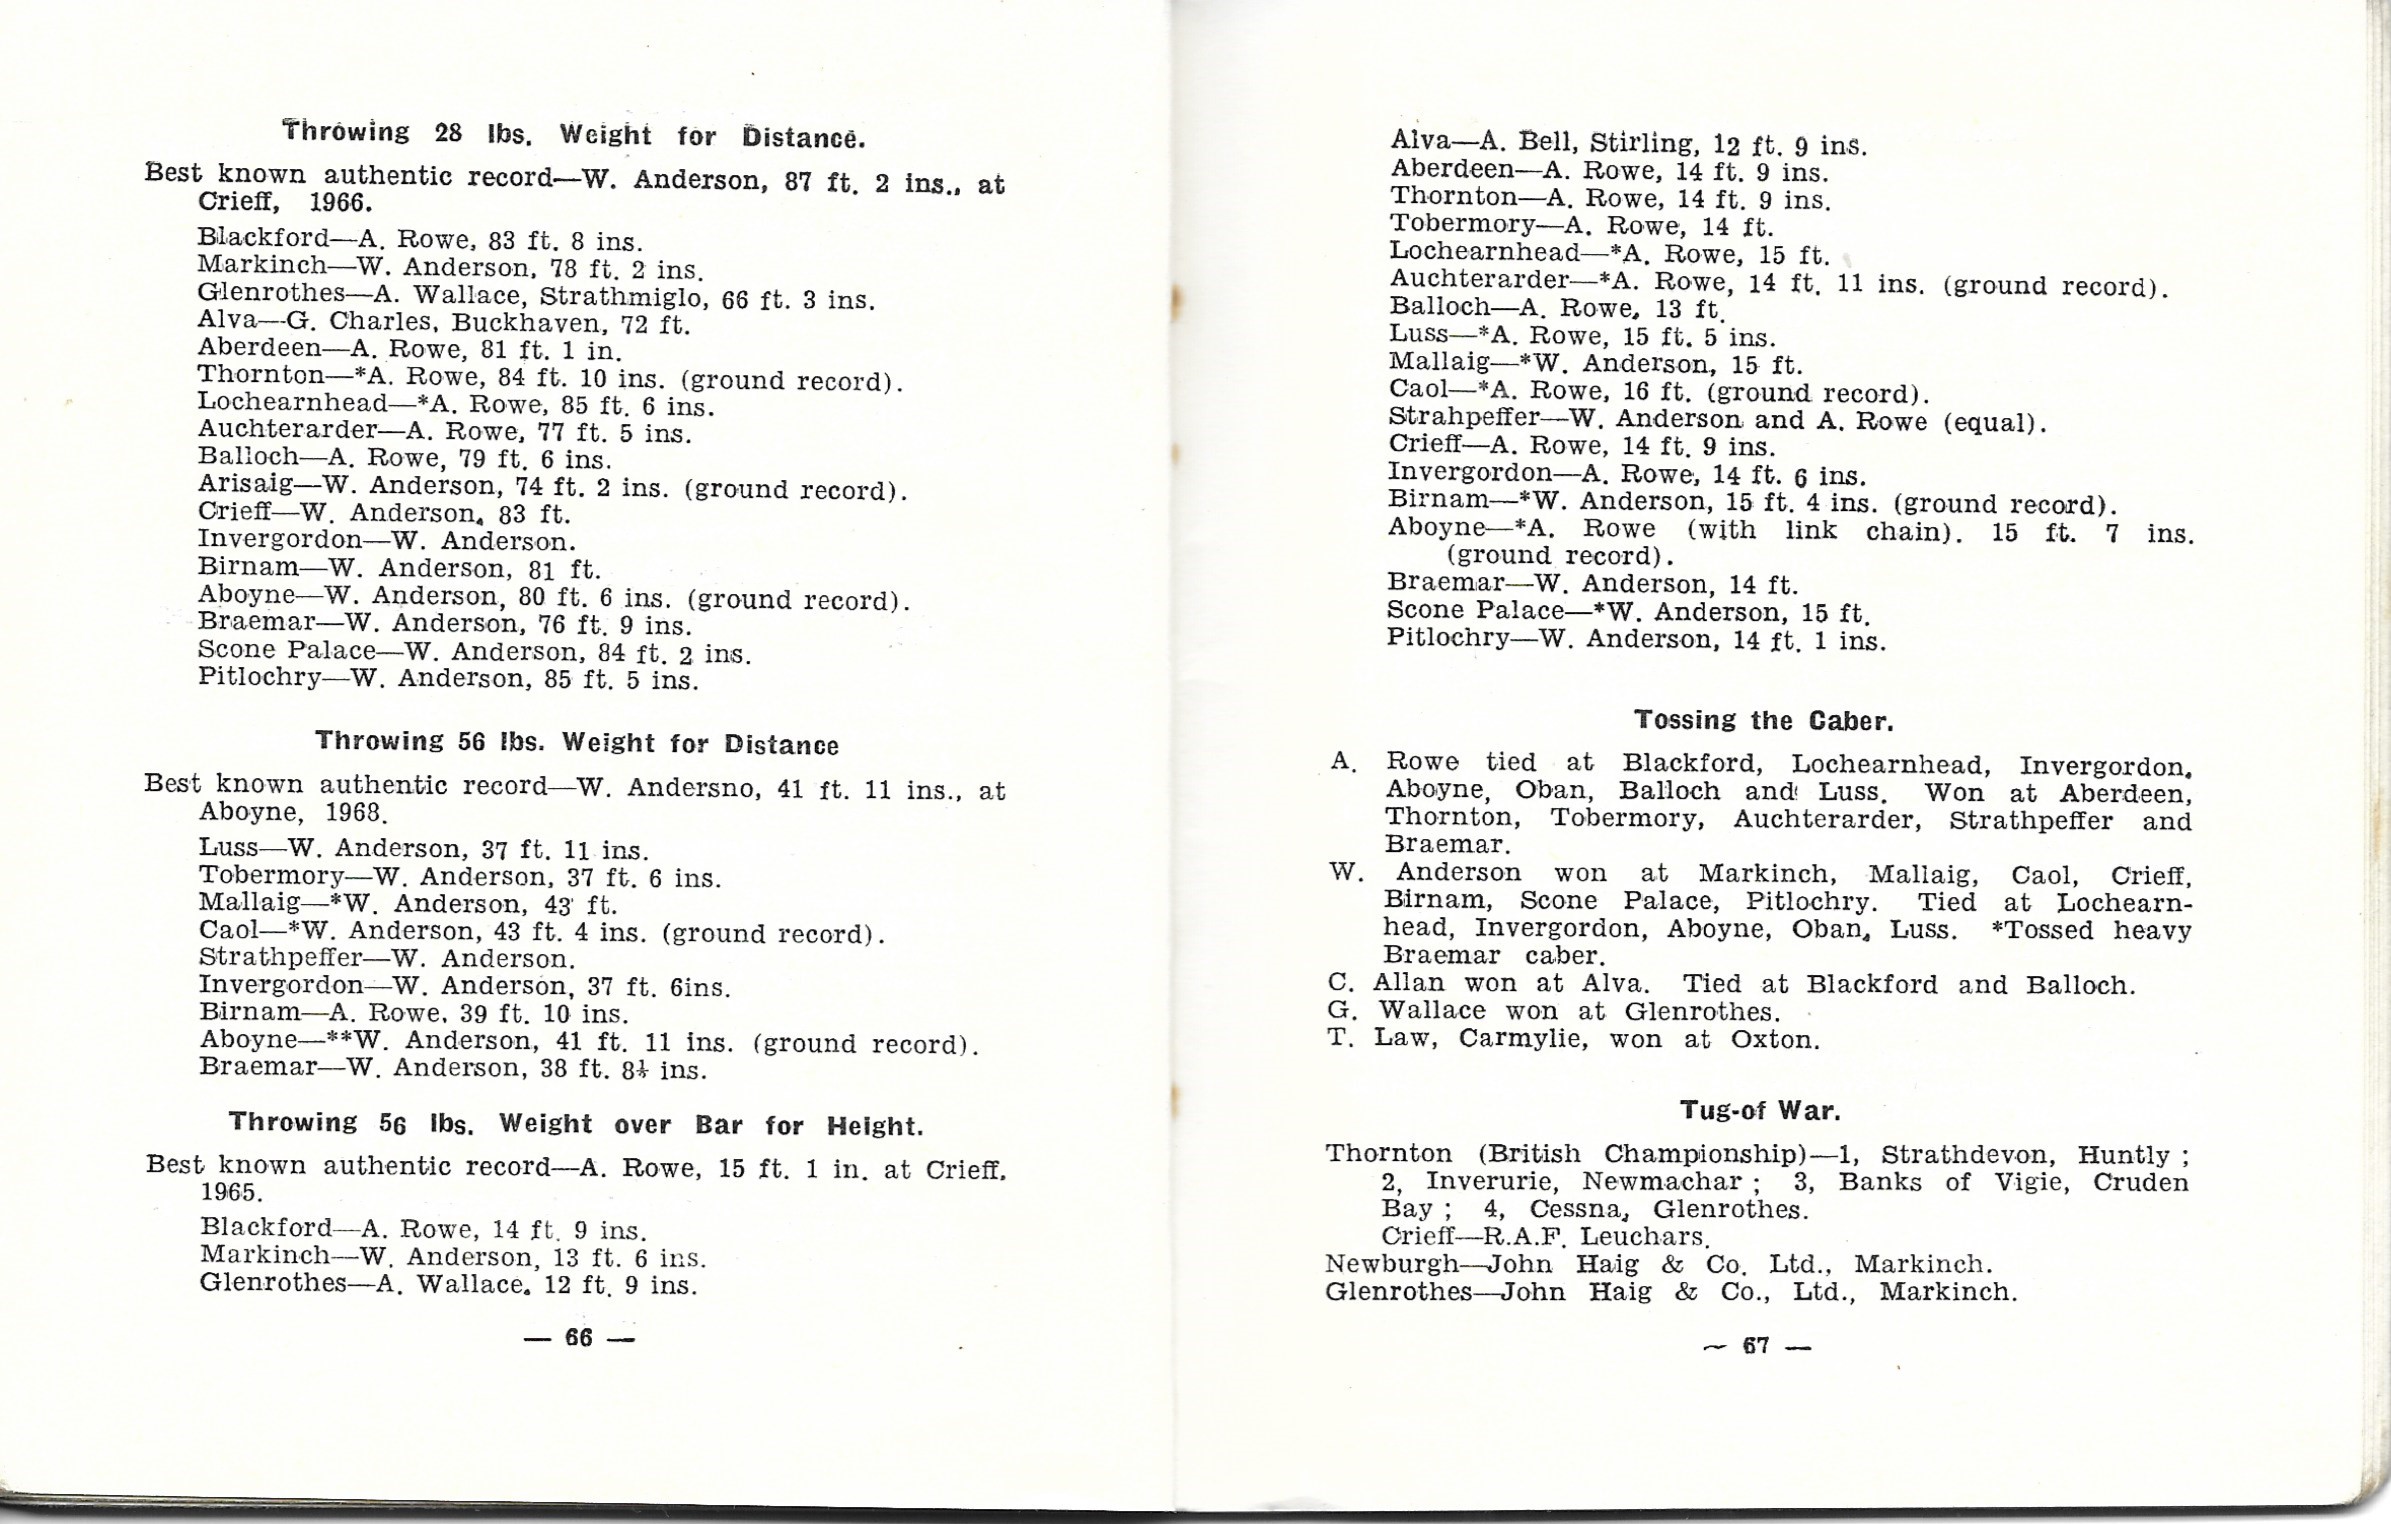 Throwing 28 lbs. Weight for Distance.
Best known authentic record—W. Anderson, 87 ft. 2 ins., at
Crieff, 1966.
Blackford—A. Rowe, 83 ft. 8 ins.
Markinch—W. Anderson, 78 ft. 2 ins.
Glenrothes—A. Wallace, Strathmiglo, 66 ft. 3 ins.
Alva—G. Charles, Buckhaven, 72 ft.
Aberdeen—A. Rowe, 81 ft. 1 in.
Thornton—*A. Rowe, 84 ft. 10 ins. (ground record).
Lochearnhead—*A. Rowe, 85 ft. 6 ins.
Auchterarder—A. Rowe, 77 ft. 5 ins.
Balloch—A. Rowe, 79 ft. 6 ins.
Arisaig—W. Anderson, 74 ft. 2 ins. (ground record).
Crieff—W. Anderson, 83 ft.
Invergordon—W. Anderson.
Birnam—W. Anderson, 81 ft.
Aboyne—W. Anderson, 80 ft. 6 ins. (ground record).
Braemar—W. Anderson, 76 ft. 9 ins.
Scone Palace—W. Anderson, 84 ft. 2 ins.
Pitlochry—W. Anderson, 85 ft. 5 ins.
Throwing 56 lbs. Weight for Distance
Best known authentic record—W. Andersno, 41 ft. 11 ins., at
Aboyne, 1968.
Luss—W. Anderson, 37 ft. 11 ins.
Tobermory—W. Anderson, 37 ft. 6 ins.
Mallaig—*W. Anderson, 43 ft.
Caol—*W. Anderson, 43 ft. 4 ins. (ground record).
Strathpeffer—W. Anderson.
Invergordon—W. Anderson, 37 ft. 6ins.
Birnam—A. Rowe, 39 ft. 10 ins.
Aboyne—**W. Anderson, 41 ft. 11 ins. (ground record).
Braemar—W. Anderson, 38 ft. 8½ ins.
Throwing 56 lbs. Weight over Bar for Height.
Best known authentic record—A. Rowe, 15 ft. 1 in. at Crieff,
1965.
Blackford—A. Rowe, 14 ft. 9 ins.
Markinch—W. Anderson, 13 ft. 6 ins.
Glenrothes—A. Wallace, 12 ft. 9 ins.
— 66 —
Alva—A. Bell, Stirling, 12 ft. 9 ins.
Aberdeen—A. Rowe, 14 ft. 9 ins.
Thornton—A. Rowe, 14 ft. 9 ins.
Tobermory—A. Rowe, 14 ft.
Lochearnhead—*A. Rowe, 15 ft.
Auchterarder—*A. Rowe, 14 ft. 11 ins. (ground record).
Balloch—A. Rowe, 13 ft.
Luss—*A. Rowe, 15 ft. 5 ins.
Mallaig—*W. Anderson, 15 ft.
Caol—*A. Rowe, 16 ft. (ground record).
Strahpeffer—W. Anderson and A. Rowe (equal).
Crieff—A. Rowe, 14 ft. 9 ins.
Invergordon—A. Rowe, 14 ft. 6 ins.
Birnam—*W. Anderson, 15 ft. 4 ins. (ground record).
Aboyne—*A. Rowe (with link chain). 15 ft. 7 ins.
(ground record).
Braemar—W. Anderson, 14 ft.
Scone Palace—*W. Anderson, 15 ft.
Pitlochry—W. Anderson, 14 ft. 1 ins.
Tossing the Caber.
A. Rowe tied at Blackford, Lochearnhead, Invergordon,
Aboyne, Oban, Balloch and Luss. Won at Aberdeen,
Thornton, Tobermory, Auchterarder, Strathpeffer and
Braemar.
W. Anderson won at Markinch, Mallaig, Caol, Crieff,
Birnam, Scone Palace, Pitlochry. Tied at Lochearn-
head, Invergordon, Aboyne, Oban, Luss. *Tossed heavy
Braemar caber.
C. Allan won at Alva. Tied at Blackford and Balloch.
G. Wallace won at Glenrothes.
T. Law, Carmylie, won at Oxton.
Tug-of War.
Thornton (British Championship)—1, Strathdevon, Huntly ;
2, Inverurie, Newmachar ; 3, Banks of Vigie, Cruden
Bay ; 4, Cessna, Glenrothes.
Crieff—R.A.F. Leuchars.
Newburgh—John Haig & Co. Ltd., Markinch.
Glenrothes—John Haig & Co., Ltd., Markinch.
~ 67 —